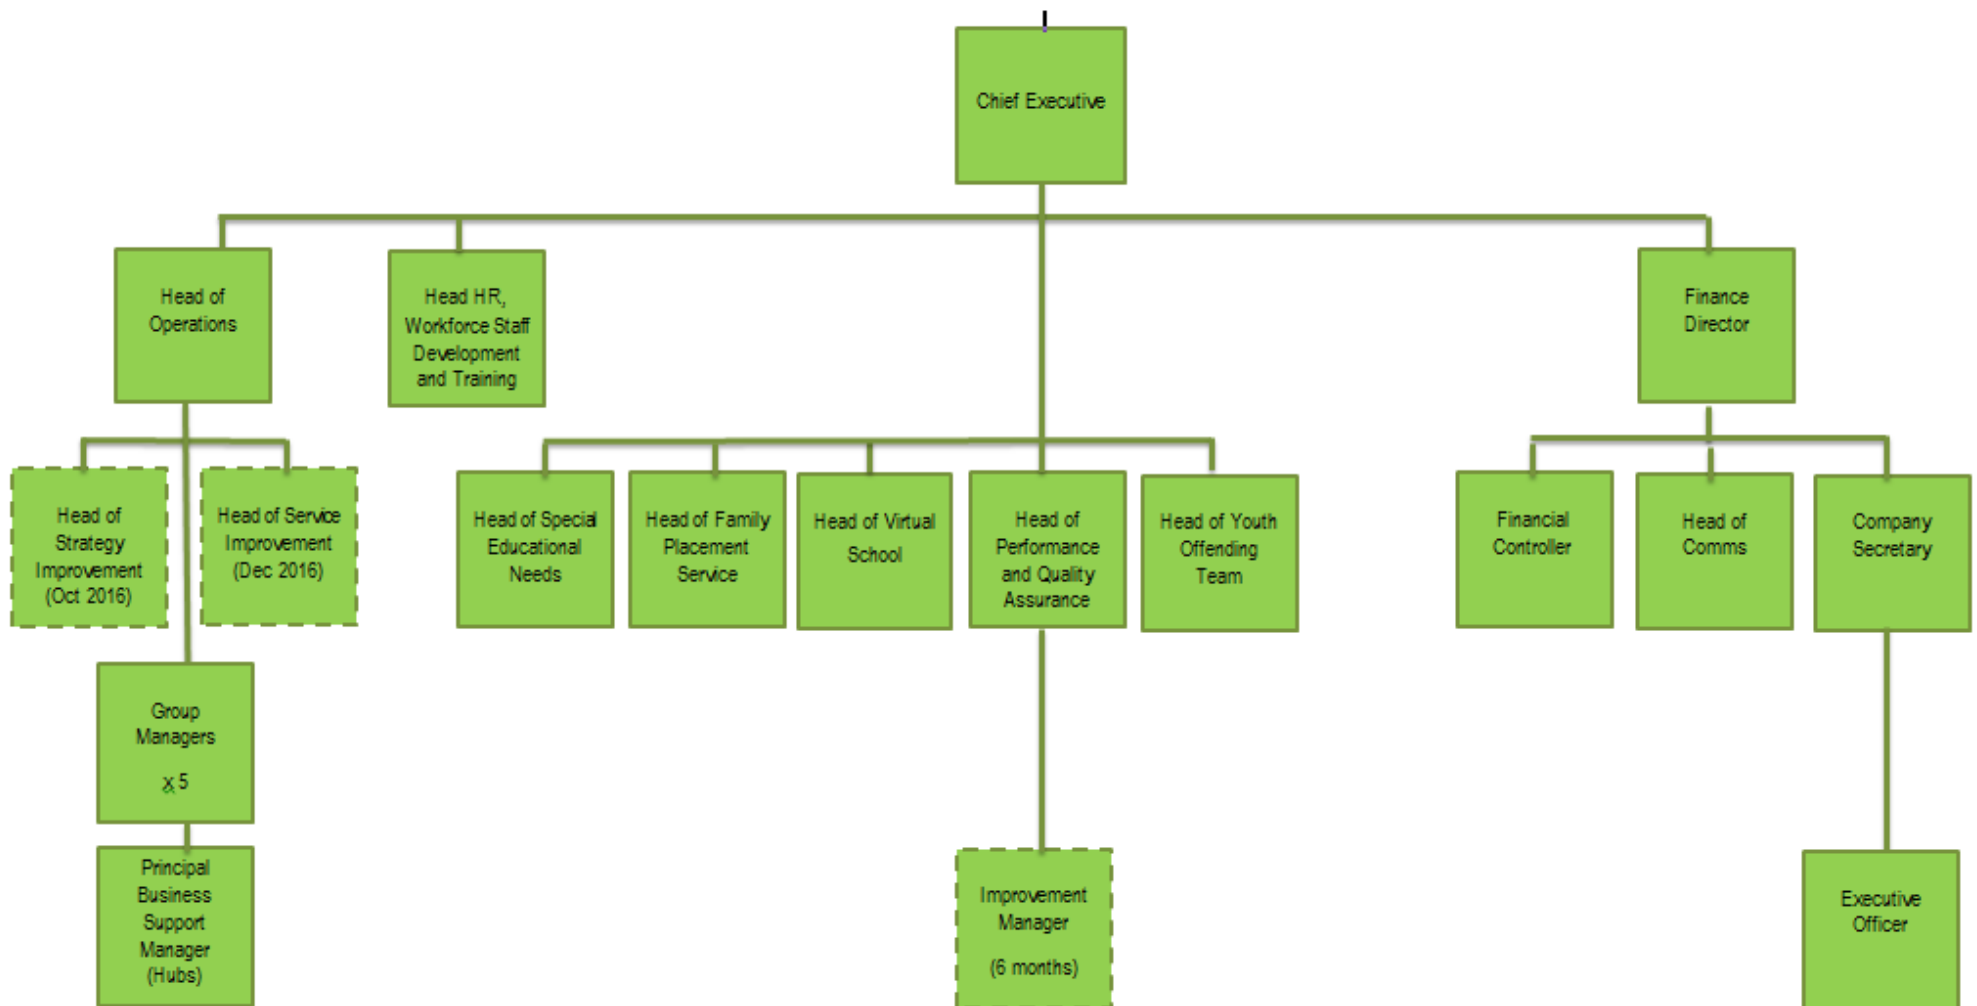 Chief Executive
Head of
Operations
Head HR,
Workforce Staff
Development
and Training
Finance
Director
Head of
Strategy
Improvement
(Oct 2016)
Head of Service
Improvement
(Dec 2016)
Head of Special
Educational
Needs
Head of Family
Placement
Service
Head of Virtual
School
Head of
Performance
and Quality
Assurance
Head of Youth
Offending
Team
Financial
Controller
Head of
Comms
Company
Secretary
Group
Managers
x 5
Principal
Business
Support
Manager
(Hubs)
Improvement
Manager
(6 months)
Executive
Officer